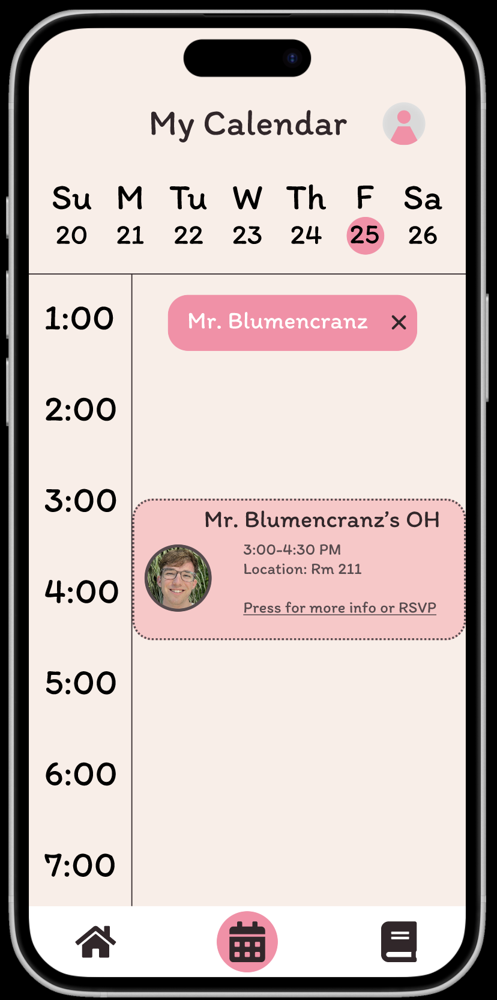 My Calendar
Su M Tu W Th F Sa
20 21 22 23 24 25 26
1:00
Mr. Blumencranz
2:00
3:00
Mr. Blumencranz’s OH
3:00-4:30 PM
Location: Rm 211
4:00
Press for more info or RSVP
5:00
6:00
7:00